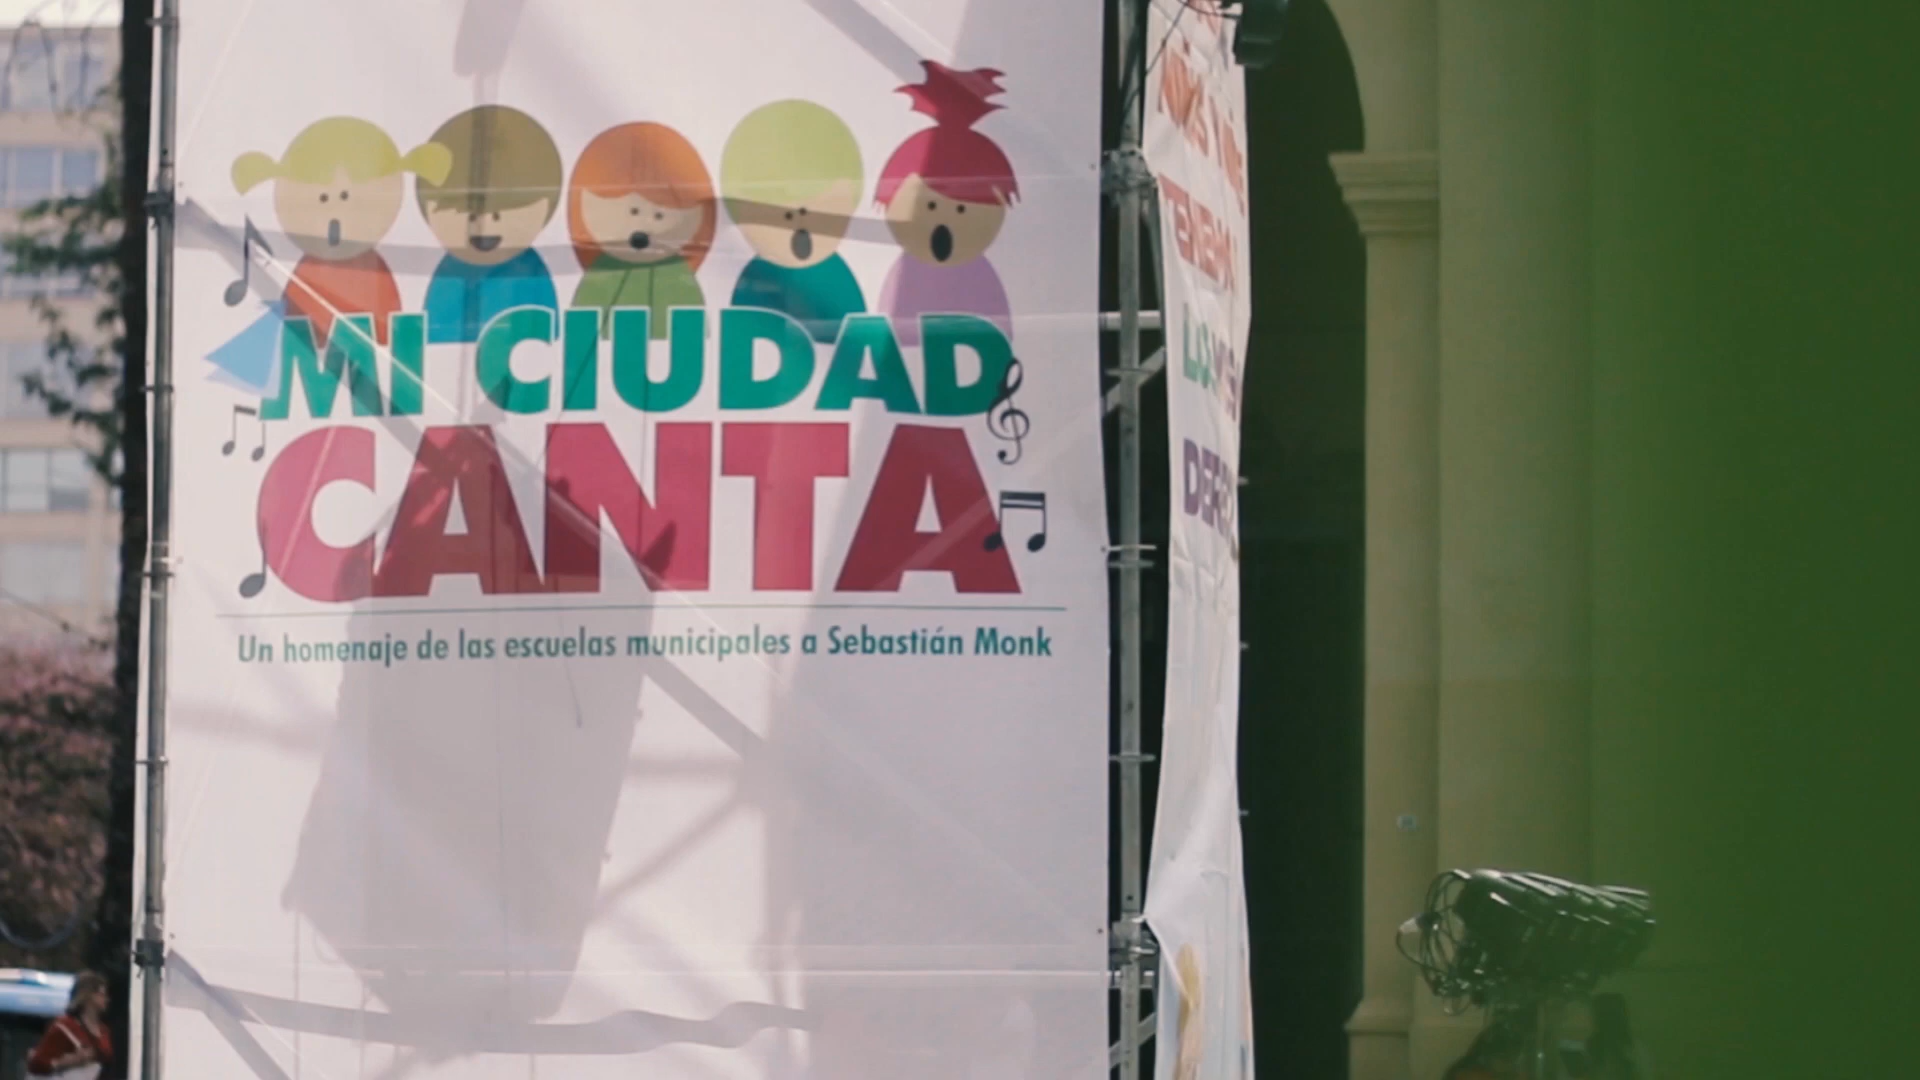 MI CIUDAD
CANTA
Un homenaje de las escuelas municipales a Sebastián Monk